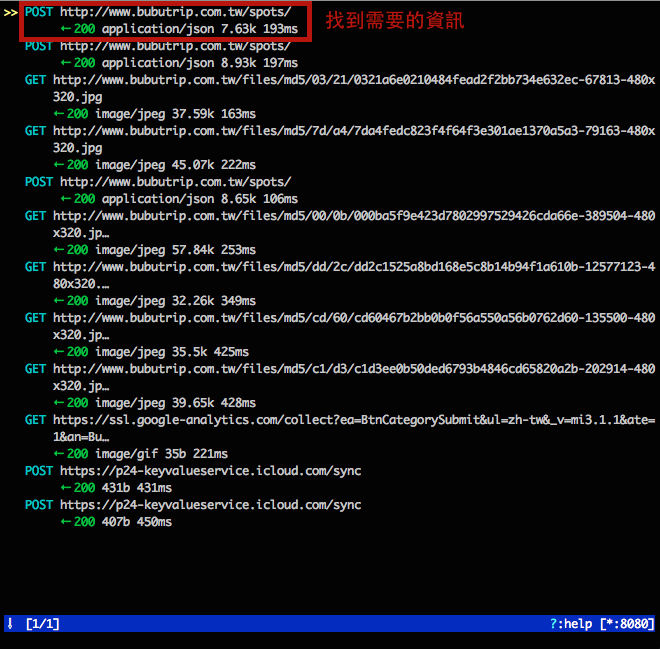 >> POST http://www.bubutrip.com.tw/spots/
← 200 application/json 7.63k 193ms
找到需要的資訊
POST http://www.bubutrip.com.tw/spots/
← 200 application/json 8.93k 197ms
GET http://www.bubutrip.com.tw/files/md5/03/21/0321a6e0210484fead2f2bb734e632ec-67813-480x
320.jpg
← 200 image/jpeg 37.59k 163ms
GET http://www.bubutrip.com.tw/files/md5/7d/a4/7da4fedc823f4f64f3e301ae1370a5a3-79163-480x
320.jpg
← 200 image/jpeg 45.07k 222ms
POST http://www.bubutrip.com.tw/spots/
← 200 application/json 8.65k 106ms
GET http://www.bubutrip.com.tw/files/md5/00/0b/000ba5f9e423d7802997529426cda66e-389504-480
x320.jp…
← 200 image/jpeg 57.84k 253ms
GET http://www.bubutrip.com.tw/files/md5/dd/2c/dd2c1525a8bd168e5c8b14b94f1a610b-12577123-4
80x320.…
← 200 image/jpeg 32.26k 349ms
GET http://www.bubutrip.com.tw/files/md5/cd/60/cd60467b2bb0b0f56a550a56b0762d60-135500-480
x320.jp…
← 200 image/jpeg 35.5k 425ms
GET http://www.bubutrip.com.tw/files/md5/c1/d3/c1d3ee0b50ded6793b4846cd65820a2b-202914-480
x320.jp…
← 200 image/jpeg 39.65k 428ms
GET https://ssl.google-analytics.com/collect?ea=BtnCategorySubmit&ul=zh-tw&_v=mi3.1.1&ate=
1&an=Bu…
← 200 image/gif 35b 221ms
POST https://p24-keyvalueservice.icloud.com/sync
← 200 431b 431ms
POST https://p24-keyvalueservice.icloud.com/sync
← 200 407b 450ms
↓ [1/1] ?:help [*:8080]